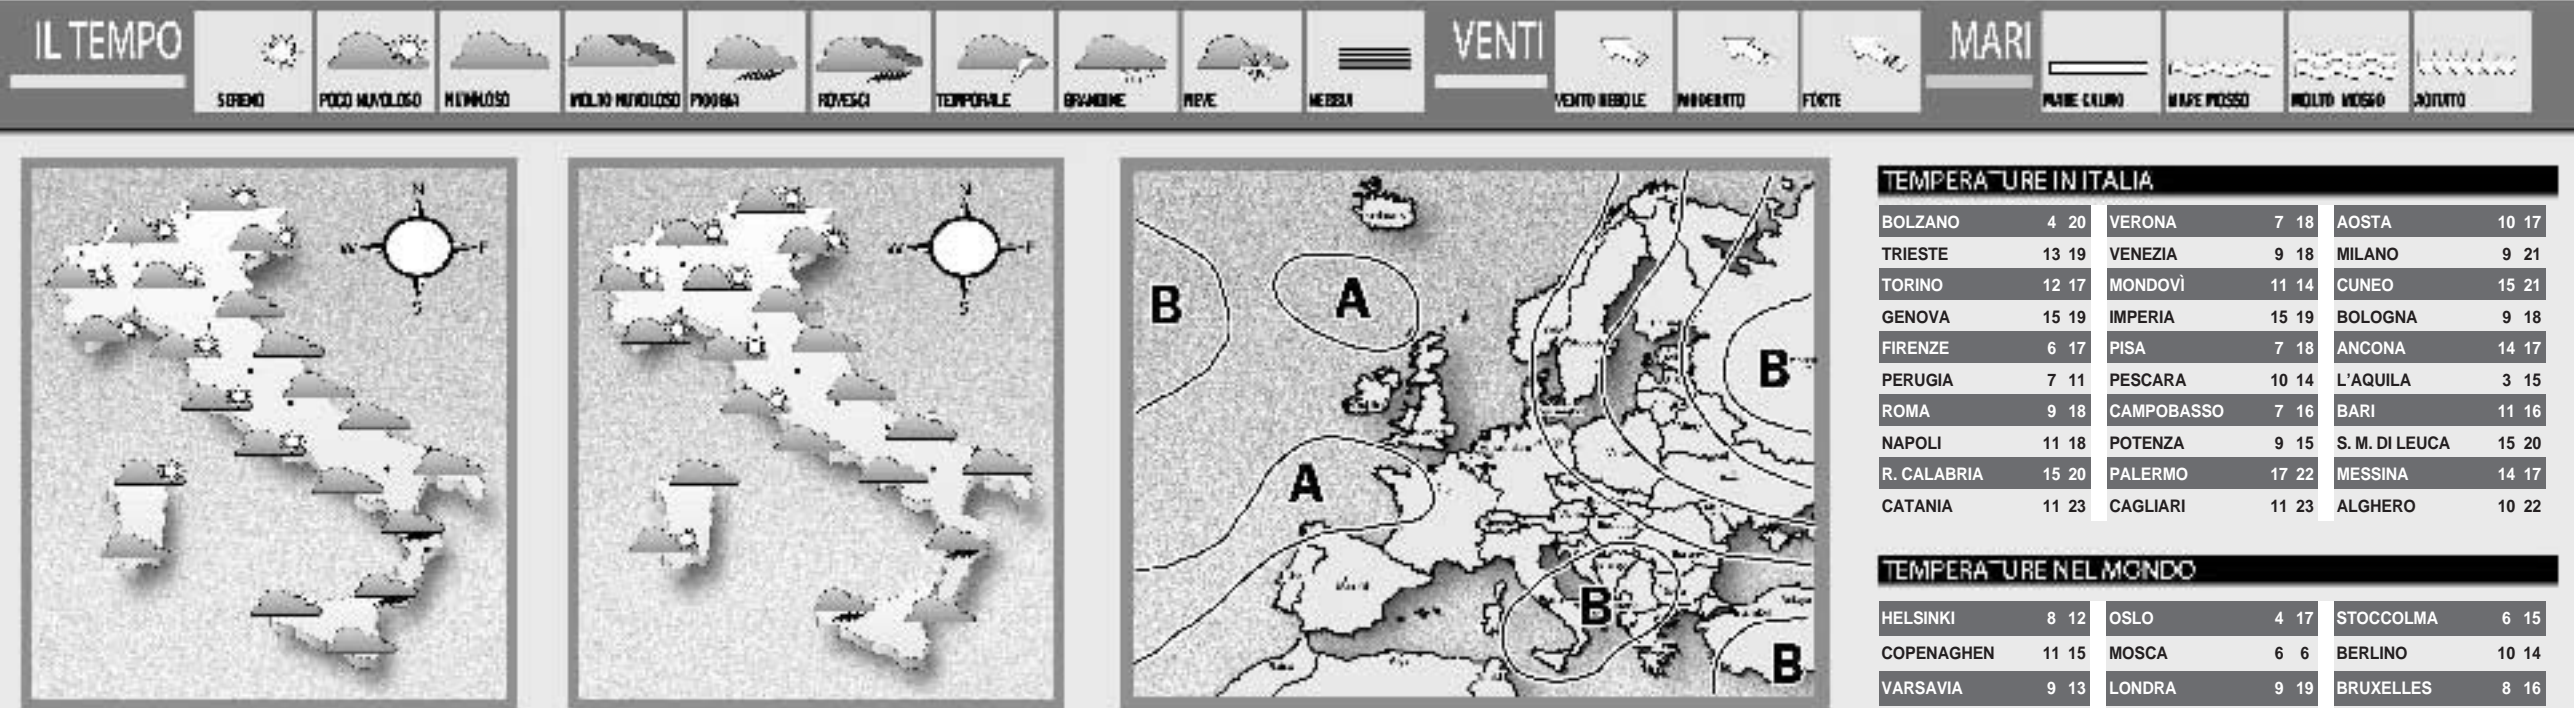 IL TEMPO
SERENO
POCO NUVOLOSO
NUVOLOSO
MOLTO NUVOLOSO
PIOGGIA
ROVESCI
TEMPORALE
GRANDINE
NEVE
NEBBIA
VENTI
VENTO DEBOLE
MODERATO
FORTE
MARI
MARE CALMO
MARE MOSSO
MOLTO MOSSO
AGITATO
N
W E
S
N
W E
S
B
A
B
A
B
B
TEMPERATURE IN ITALIA
BOLZANO 4 20 VERONA 7 18 AOSTA 10 17
TRIESTE 13 19 VENEZIA 9 18 MILANO 9 21
TORINO 12 17 MONDOVÌ 11 14 CUNEO 15 21
GENOVA 15 19 IMPERIA 15 19 BOLOGNA 9 18
FIRENZE 6 17 PISA 7 18 ANCONA 14 17
PERUGIA 7 11 PESCARA 10 14 L’AQUILA 3 15
ROMA 9 18 CAMPOBASSO 7 16 BARI 11 16
NAPOLI 11 18 POTENZA 9 15 S. M. DI LEUCA 15 20
R. CALABRIA 15 20 PALERMO 17 22 MESSINA 14 17
CATANIA 11 23 CAGLIARI 11 23 ALGHERO 10 22
TEMPERATURE NEL MONDO
HELSINKI 8 12 OSLO 4 17 STOCCOLMA 6 15
COPENAGHEN 11 15 MOSCA 6 6 BERLINO 10 14
VARSAVIA 9 13 LONDRA 9 19 BRUXELLES 8 16